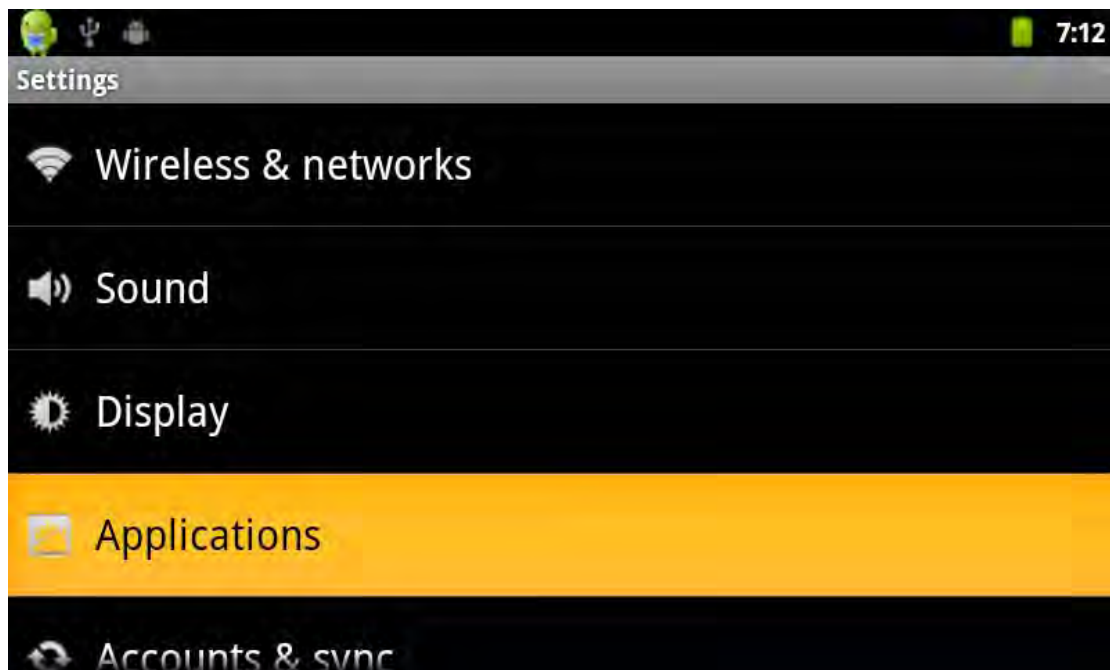 7:12
Settings
Wireless & networks
Sound
Display
Applications
Accounts & sync